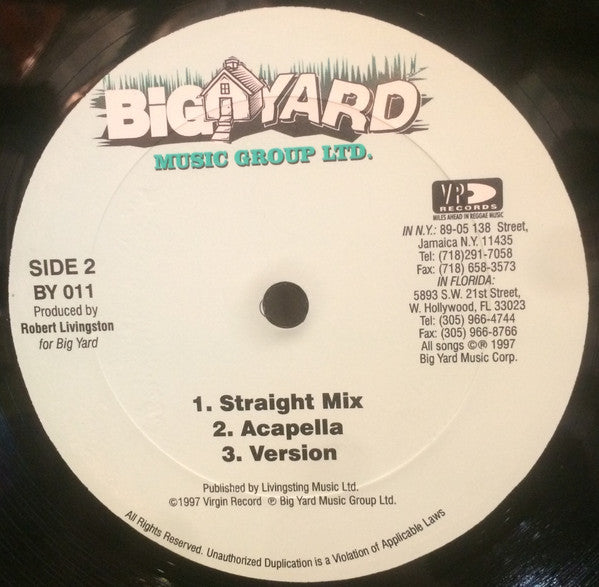 BiG YARD
MUSIC GROUP LTD.
VP
RECORDS
MILES AHEAD IN REGGAE MUSIC
IN N.Y.: 89-05 138 Street,
Jamaica N.Y. 11435
Tel: (718)291-7058
Fax: (718) 658-3573
IN FLORIDA:
5893 S.W. 21st Street,
W. Hollywood, FL 33023
Tel: (305) 966-4744
Fax: (305) 966-8766
All songs ©℗ 1997
Big Yard Music Corp.
SIDE 2
BY 011
Produced by
Robert Livingston
for Big Yard
1. Straight Mix
2. Acapella
3. Version
Published by Livingsting Music Ltd.
©1997 Virgin Record ℗ Big Yard Music Group Ltd.
All Rights Reserved. Unauthorized Duplication is a Violation of Applicable Laws